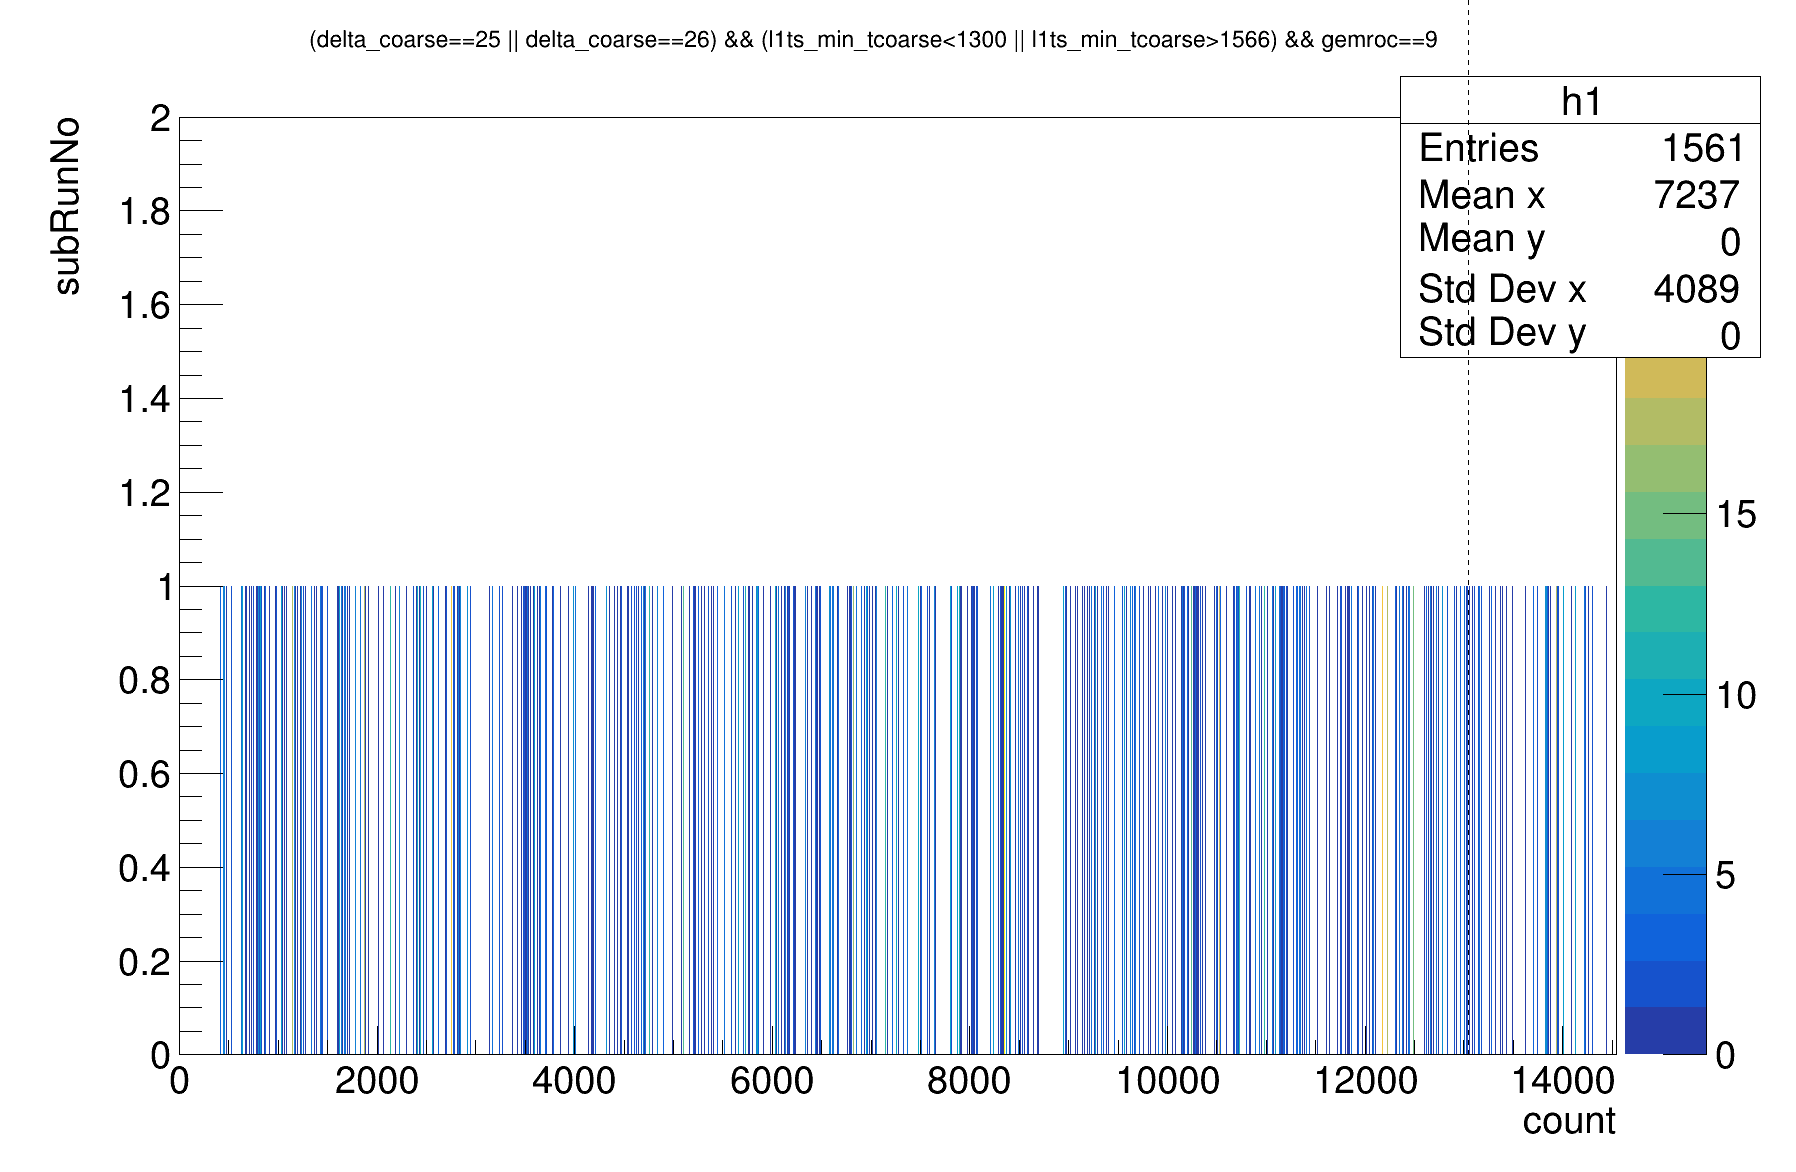 (delta_coarse==25 || delta_coarse==26) && (l1ts_min_tcoarse<1300 || l1ts_min_tcoarse>1566) && gemroc==9
h1
Entries 1561
Mean x 7237
Mean y 0
Std Dev x 4089
Std Dev y 0
subRunNo
2
1.8
1.6
1.4
1.2
1
0.8
0.6
0.4
0.2
0
15
10
5
0
0 2000 4000 6000 8000 10000 12000 14000
count